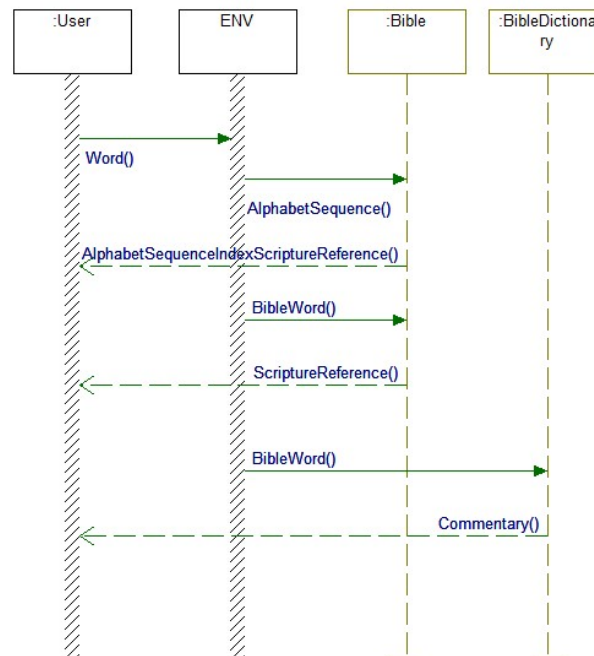 :User
ENV
:Bible
:BibleDictiona
ry
Word()
AlphabetSequence()
AlphabetSequenceIndexScriptureReference()
BibleWord()
ScriptureReference()
BibleWord()
Commentary()